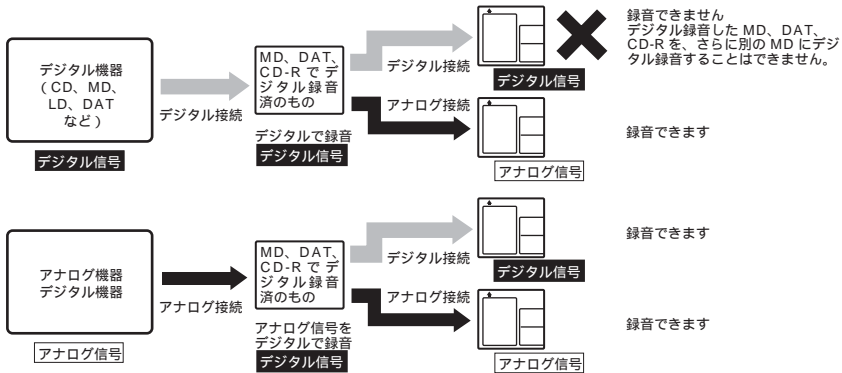 デジタル機器
（CD、MD、
LD、DAT
など）
デジタル信号
デジタル接続
MD、DAT、
CD-R でデ
ジタル録音
済のもの
デジタルで録音
デジタル信号
デジタル接続
デジタル信号
録音できません
デジタル録音した MD、DAT、
CD-R を、さらに別の MD にデジ
タル録音することはできません。
アナログ接続
アナログ信号
録音できます
アナログ機器
デジタル機器
アナログ信号
アナログ接続
MD、DAT、
CD-R でデ
ジタル録音
済のもの
アナログ信号を
デジタルで録音
デジタル信号
デジタル接続
デジタル信号
録音できます
アナログ接続
アナログ信号
録音できます